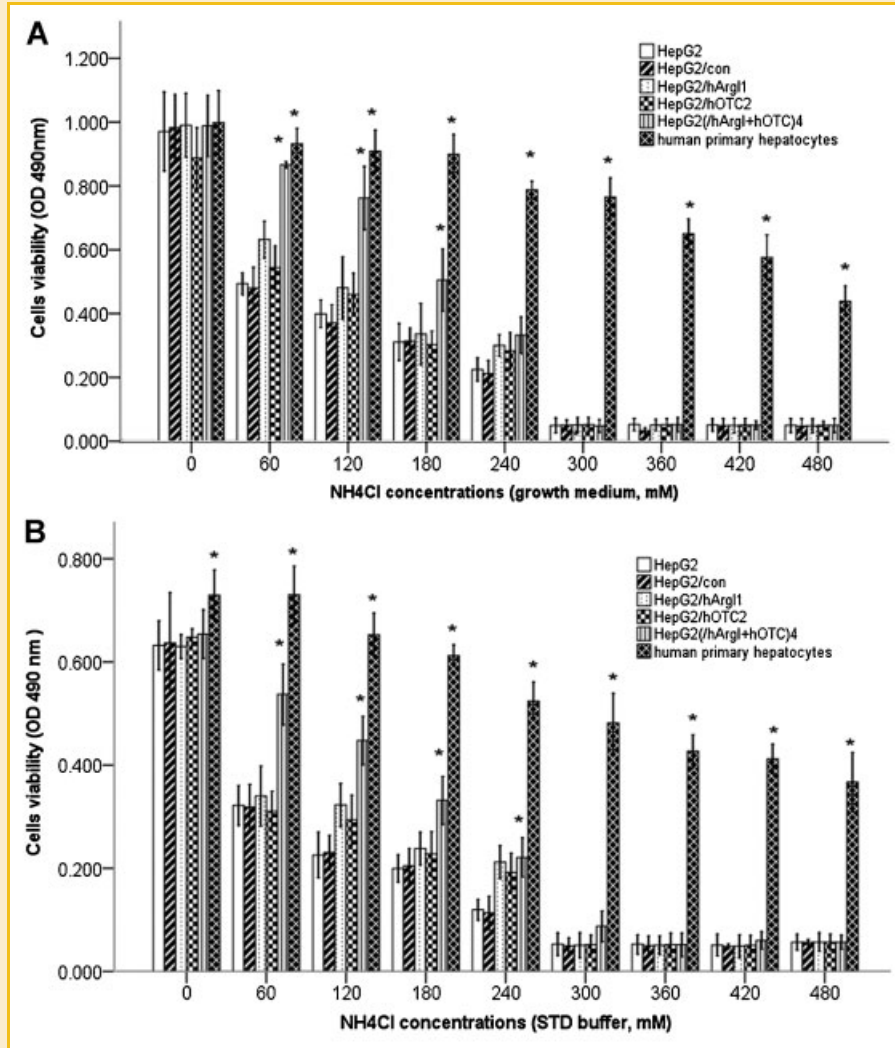 A
1.200
1.000
0.800
0.600
0.400
0.200
0.000
Cells viability (OD 490nm)
HepG2
HepG2/con
HepG2/hArgI1
HepG2/hOTC2
HepG2(/hArgI+hOTC)4
human primary hepatocytes
* * * * * * * * * * *
0 60 120 180 240 300 360 420 480
NH4Cl concentrations (growth medium, mM)
B
0.800
0.600
0.400
0.200
0.000
Cells viability (OD 490 nm )
HepG2
HepG2/con
HepG2/hArgI1
HepG2/hOTC2
HepG2(/hArgI+hOTC)4
human primary hepatocytes
* * * * * * * * * * * * *
0 60 120 180 240 300 360 420 480
NH4Cl concentrations (STD buffer, mM)